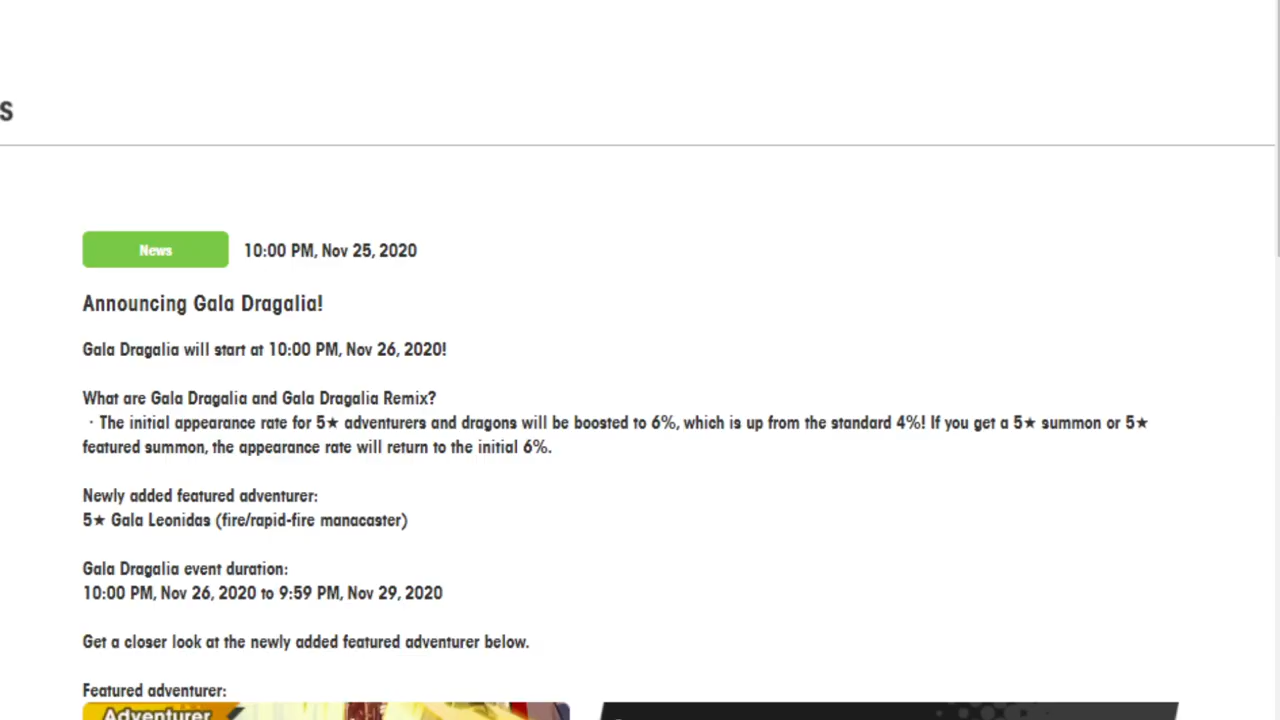 s
News
10:00 PM, Nov 25, 2020
Announcing Gala Dragalia!
Gala Dragalia will start at 10:00 PM, Nov 26, 2020!
What are Gala Dragalia and Gala Dragalia Remix?
· The initial appearance rate for 5★ adventurers and dragons will be boosted to 6%, which is up from the standard 4%! If you get a 5★ summon or 5★
featured summon, the appearance rate will return to the initial 6%.
Newly added featured adventurer:
5★ Gala Leonidas (fire/rapid-fire manacaster)
Gala Dragalia event duration:
10:00 PM, Nov 26, 2020 to 9:59 PM, Nov 29, 2020
Get a closer look at the newly added featured adventurer below.
Featured adventurer:
Adventurer